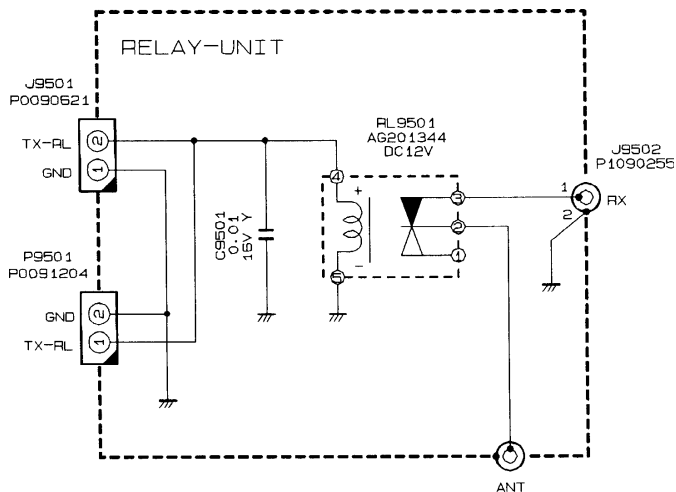 RELAY-UNIT
J9501
P0090621
TX-RL 2
GND 1
P9501
P0091204
GND 2
TX-RL 1
C9501
0.01
16V Y
RL9501
AG201344
DC12V
4
+
-
5
3
2
1
J9502
P1090255
1
2
RX
ANT